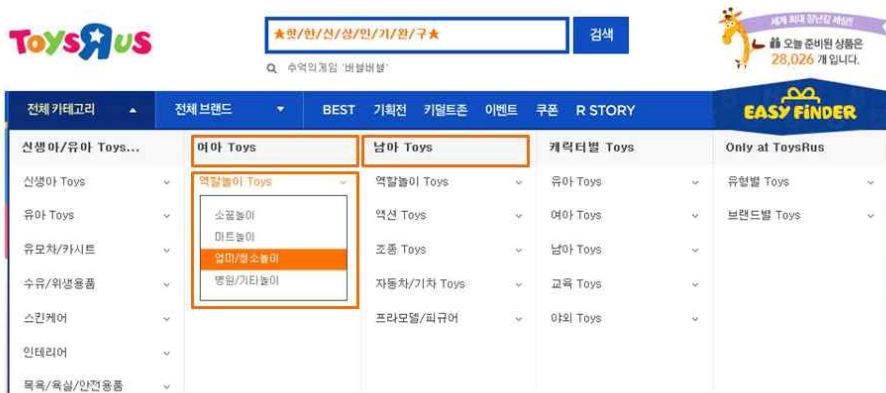 TOYS R US
★핫/한/신/상/인/기/완/구★
검색
추억의게임 '버블버블'
세계 최대 장난감 세상!!
오늘 준비된 상품은
28,026 개 입니다.
전체 카테고리
전체 브랜드
BEST
기획전
키덜트존
이벤트
쿠폰
R STORY
EASY FiNDER
신생아/유아 Toys...
여아 Toys
남아 Toys
캐릭터별 Toys
Only at ToysRus
신생아 Toys
역할놀이 Toys
역할놀이 Toys
유아 Toys
유형별 Toys
유아 Toys
소꿉놀이
액션 Toys
여아 Toys
브랜드별 Toys
마트놀이
유모차/카시트
엄마/청소놀이
조종 Toys
남아 Toys
수유/위생용품
병원/기타놀이
자동차/기차 Toys
교육 Toys
스킨케어
프라모델/피규어
야외 Toys
인테리어
목욕/욕실/안전용품